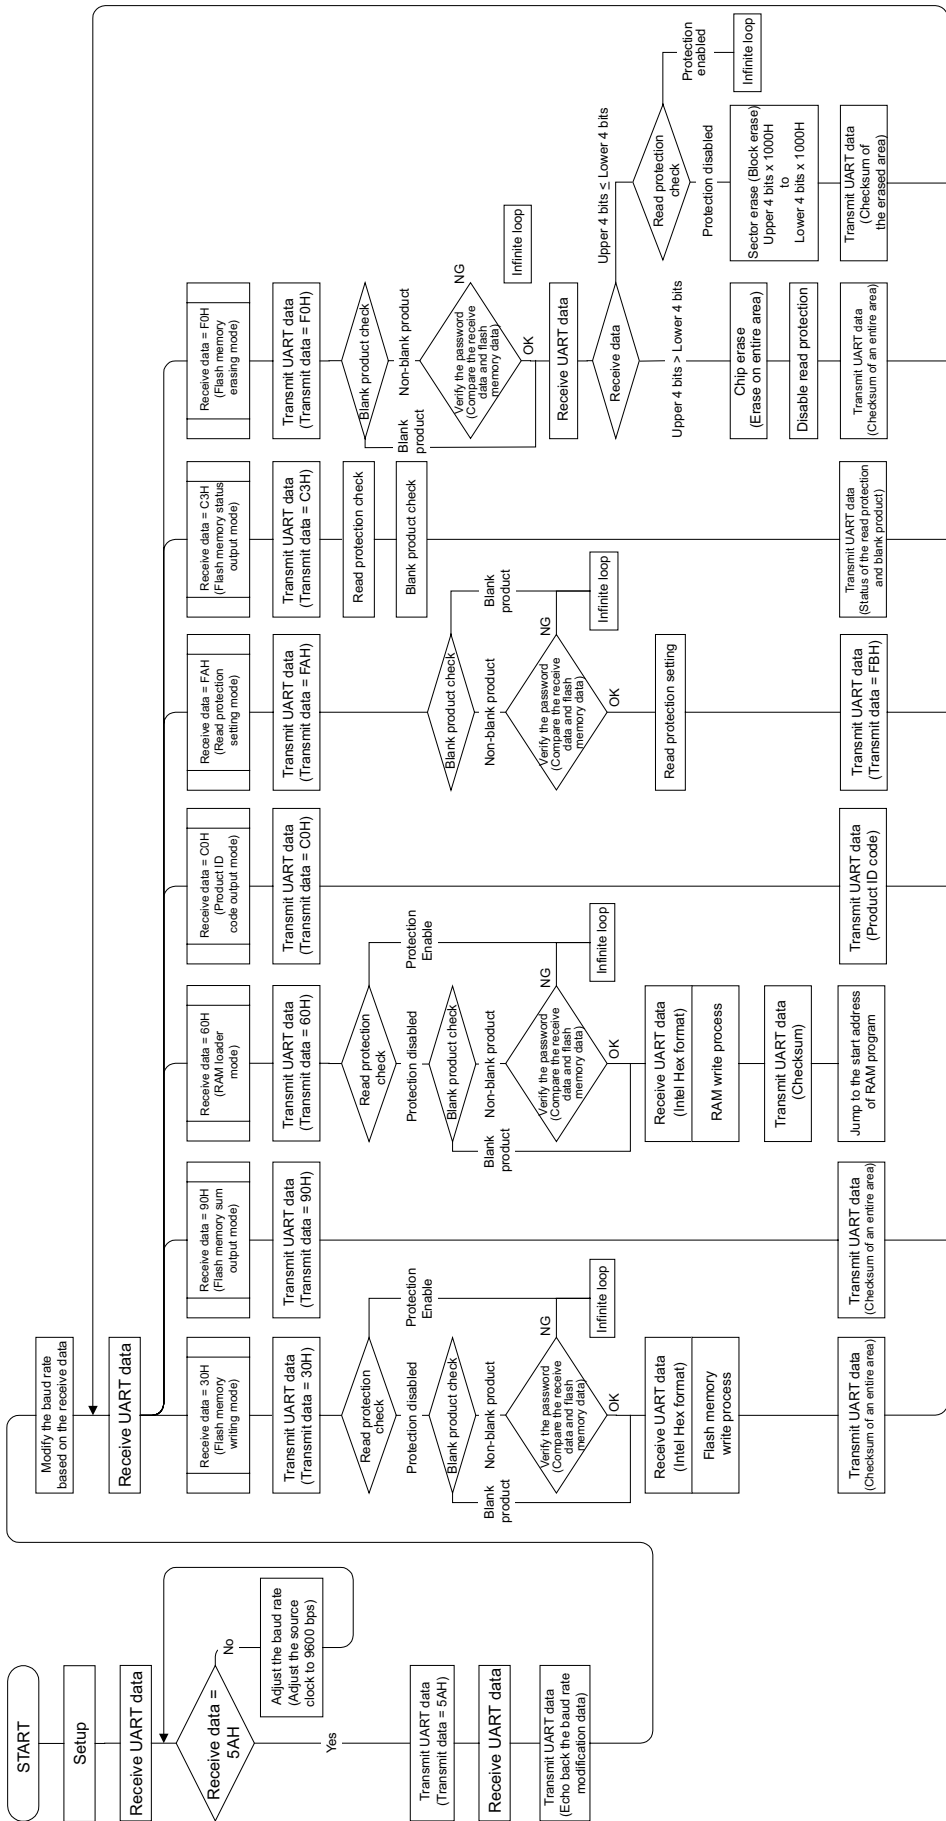 START
Setup
Receive UART data
Receive data =
5AH
No
Adjust the baud rate
(Adjust the source
clock to 9600 bps)
Yes
Transmit UART data
(Transmit data = 5AH)
Receive UART data
Transmit UART data
(Echo back the baud rate
modification data)
Modify the baud rate
based on the receive data
Receive UART data
Receive data = 30H
(Flash memory
writing mode)
Transmit UART data
(Transmit data = 30H)
Read protection
check
Protection
Enable
Protection disabled
Blank product check
Non-blank product
Blank
product
Verify the password
(Compare the receive
data and flash
memory data)
NG
Infinite loop
OK
Receive UART data
(Intel Hex format)
Flash memory
write process
Transmit UART data
(Checksum of an entire area)
Receive data = 90H
(Flash memory sum
output mode)
Transmit UART data
(Transmit data = 90H)
Transmit UART data
(Checksum of an entire area)
Receive data = 60H
(RAM loader
mode)
Transmit UART data
(Transmit data = 60H)
Read protection
check
Protection
Enable
Protection disabled
Blank product check
Non-blank product
Blank
product
Verify the password
(Compare the receive
data and flash
memory data)
NG
Infinite loop
OK
Receive UART data
(Intel Hex format)
RAM write process
Transmit UART data
(Checksum)
Jump to the start address
of RAM program
Receive data = C0H
(Product ID
code output mode)
Transmit UART data
(Transmit data = C0H)
Transmit UART data
(Product ID code)
Receive data = FAH
(Read protection
setting mode)
Transmit UART data
(Transmit data = FAH)
Blank product check
Blank
product
Non-blank product
Verify the password
(Compare the receive
data and flash
memory data)
NG
Infinite loop
OK
Read protection setting
Transmit UART data
(Transmit data = FBH)
Receive data = C3H
(Flash memory status
output mode)
Transmit UART data
(Transmit data = C3H)
Read protection check
Blank product check
Transmit UART data
(Status of the read protection
and blank product)
Receive data = F0H
(Flash memory
erasing mode)
Transmit UART data
(Transmit data = F0H)
Blank product check
Non-blank product
Blank
product
Verify the password
(Compare the receive
data and flash
memory data)
NG
Infinite loop
OK
Receive UART data
Receive data
Upper 4 bits > Lower 4 bits
Upper 4 bits ≤ Lower 4 bits
Chip erase
(Erase on entire area)
Disable read protection
Transmit UART data
(Checksum of an entire area)
Read protection
check
Protection
enabled
Infinite loop
Protection disabled
Sector erase (Block erase)
Upper 4 bits x 1000H
to
Lower 4 bits x 1000H
Transmit UART data
(Checksum of
the erased area)